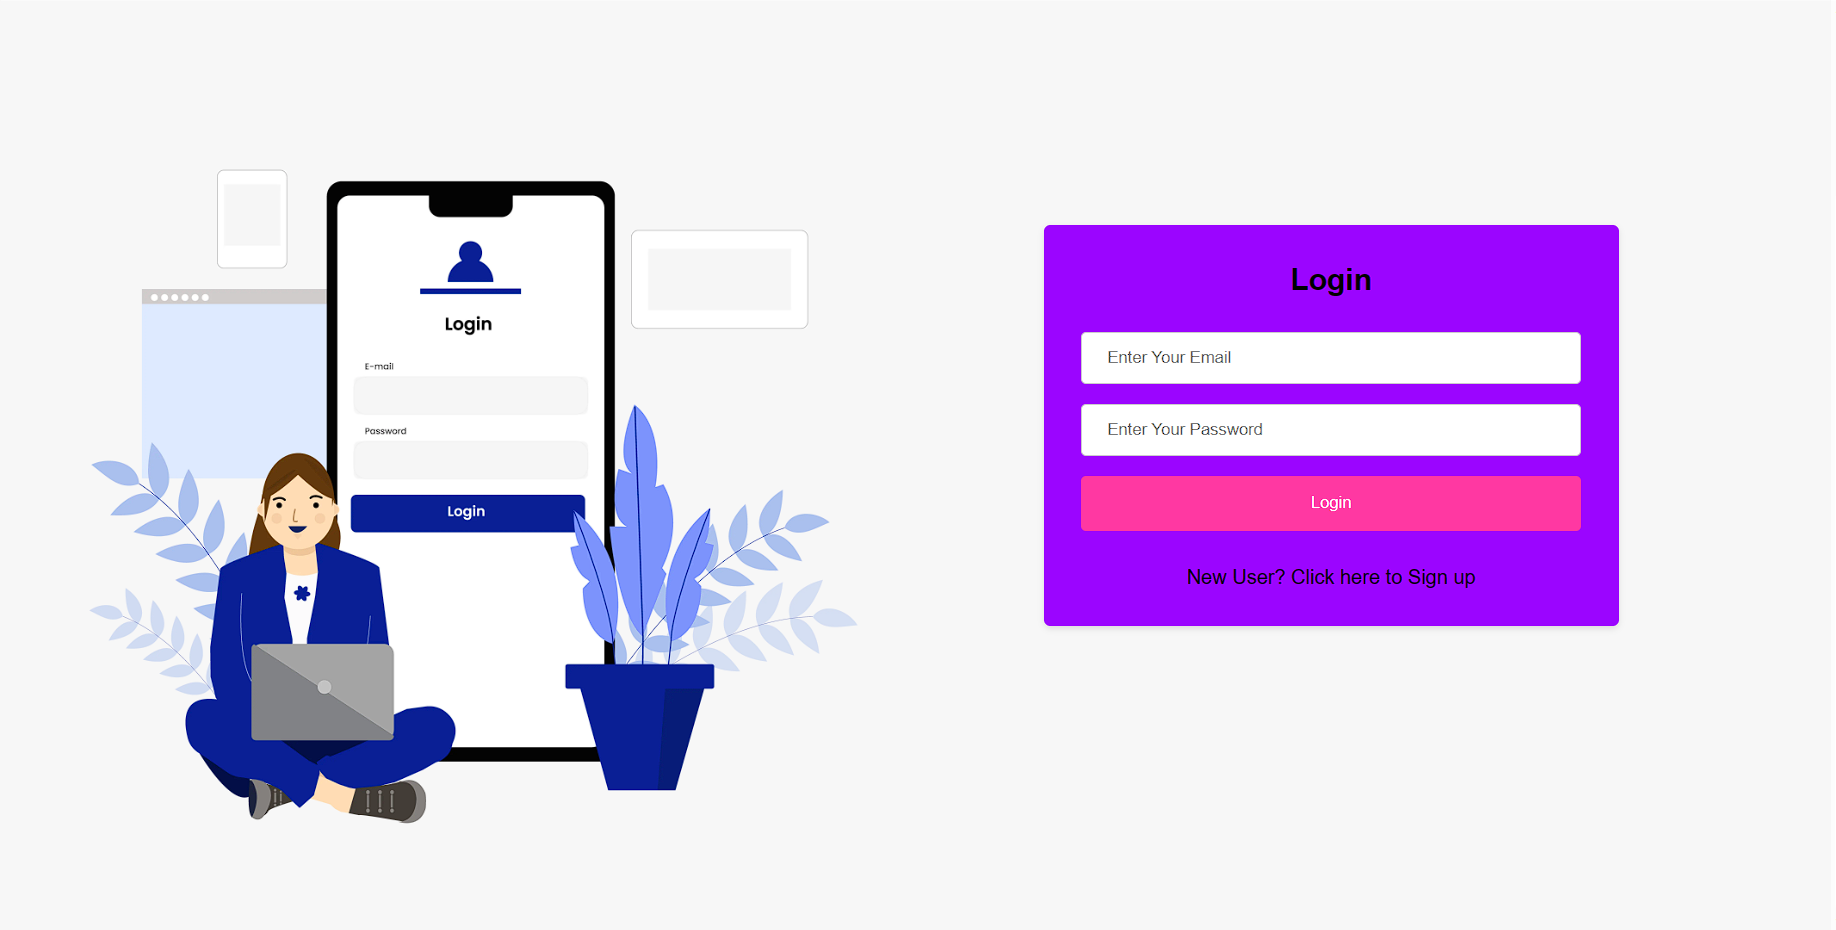 Login
E-mail
Password
Login
Login
Enter Your Email
Enter Your Password
Login
New User? Click here to Sign up